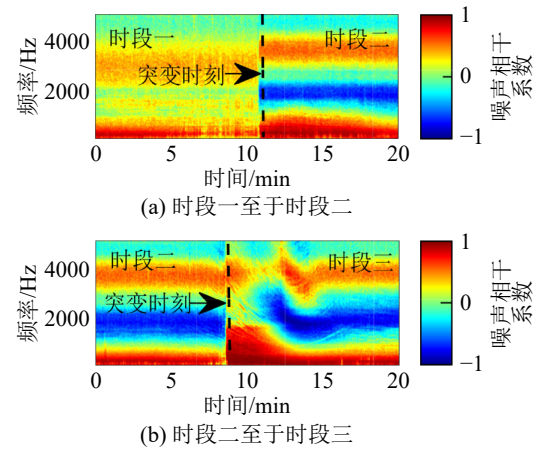 时段一 时段二
突变时刻
频率/Hz
4000
2000
0 5 10 15 20
时间/min
1
0
−1
噪声相干
系数
(a) 时段一至于时段二
时段二 时段三
突变时刻
频率/Hz
4000
2000
0 5 10 15 20
时间/min
1
0
−1
噪声相干
系数
(b) 时段二至于时段三